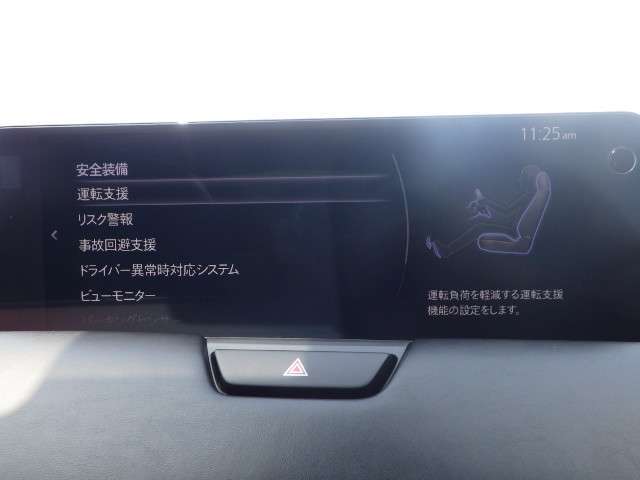 11:25am
安全装備
運転支援
リスク警報
事故回避支援
ドライバー異常時対応システム
ビューモニター
運転負荷を軽減する運転支援
機能の設定をします。